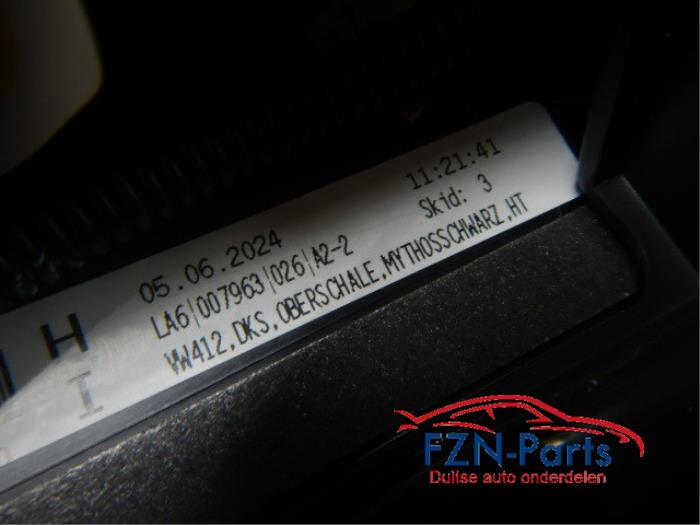 05.06.2024 11:21:41
LA6|007963|026|A2-2 Skid: 3
VW412,DKS,OBERSCHALE,MYTHOSSCHWARZ,HT
H
I
FZN-Parts
Duitse auto onderdelen